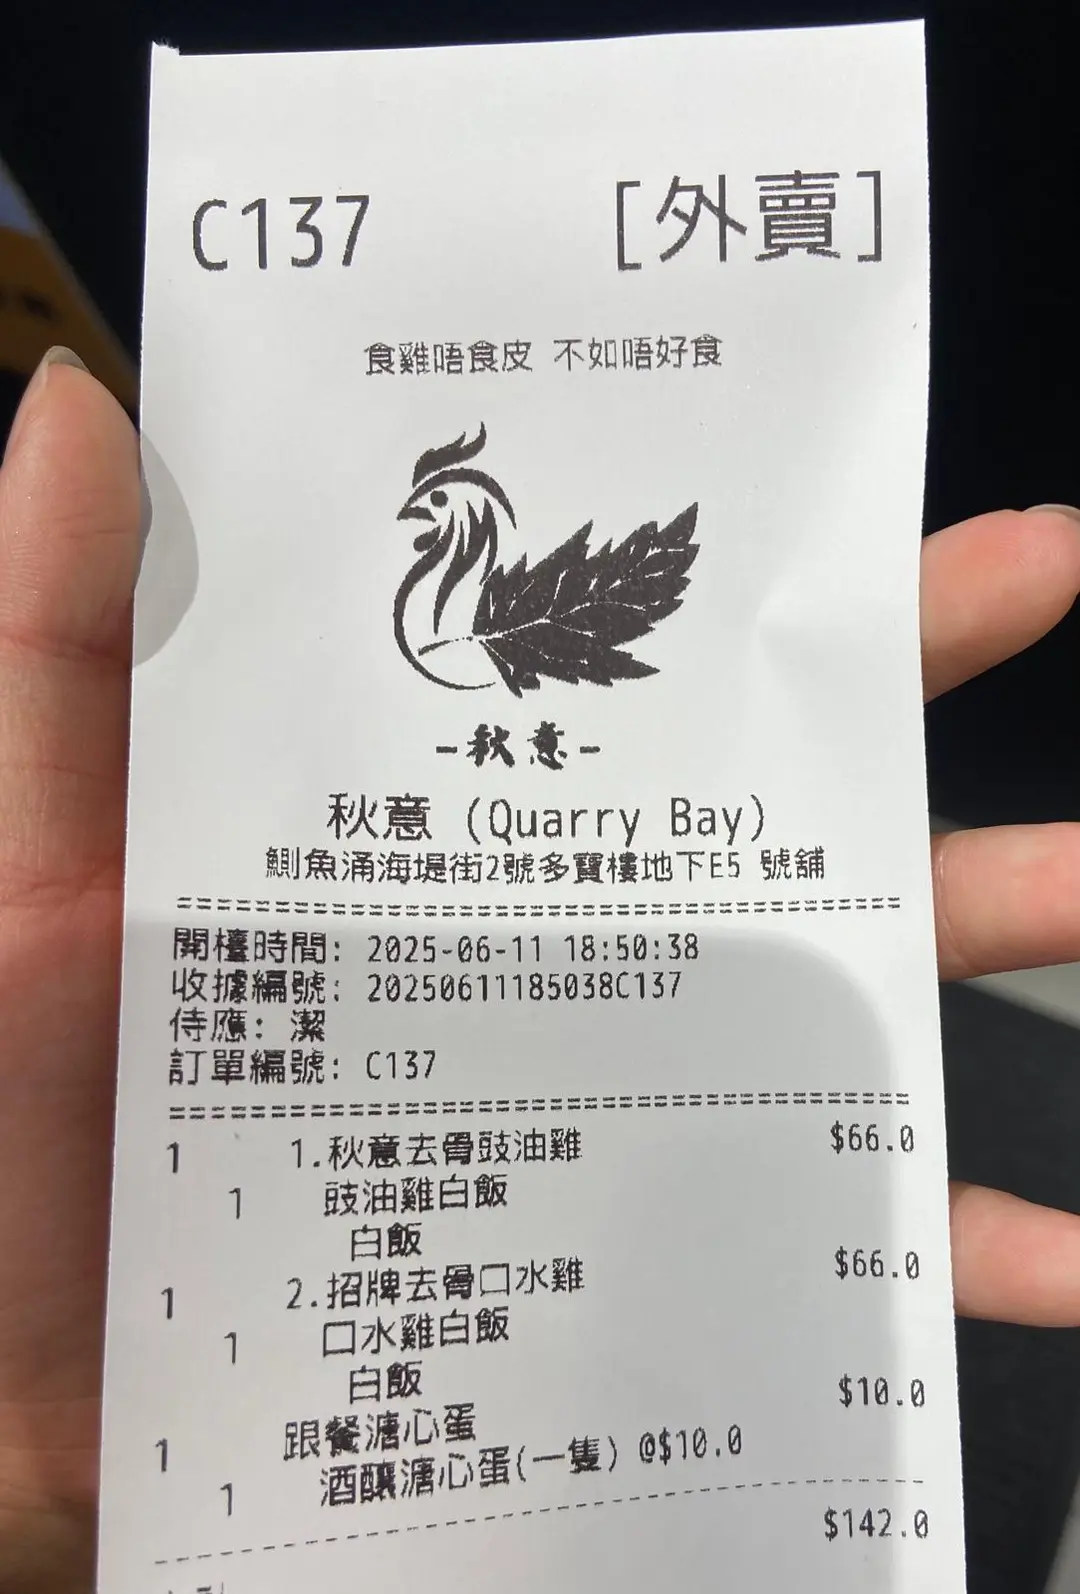 C137 [外賣]
食雞唔食皮 不如唔好食
-秋意-
秋意 (Quarry Bay)
鰂魚涌海堤街2號多寶樓地下E5 號舖
===========================================
開檯時間: 2025-06-11 18:50:38
收據編號: 20250611185038C137
侍應: 潔
訂單編號: C137
===========================================
1 1.秋意去骨豉油雞 $66.0
1 豉油雞白飯
白飯
1 2.招牌去骨口水雞 $66.0
1 口水雞白飯
白飯
1 跟餐溏心蛋 $10.0
1 酒釀溏心蛋(一隻) @$10.0
$142.0